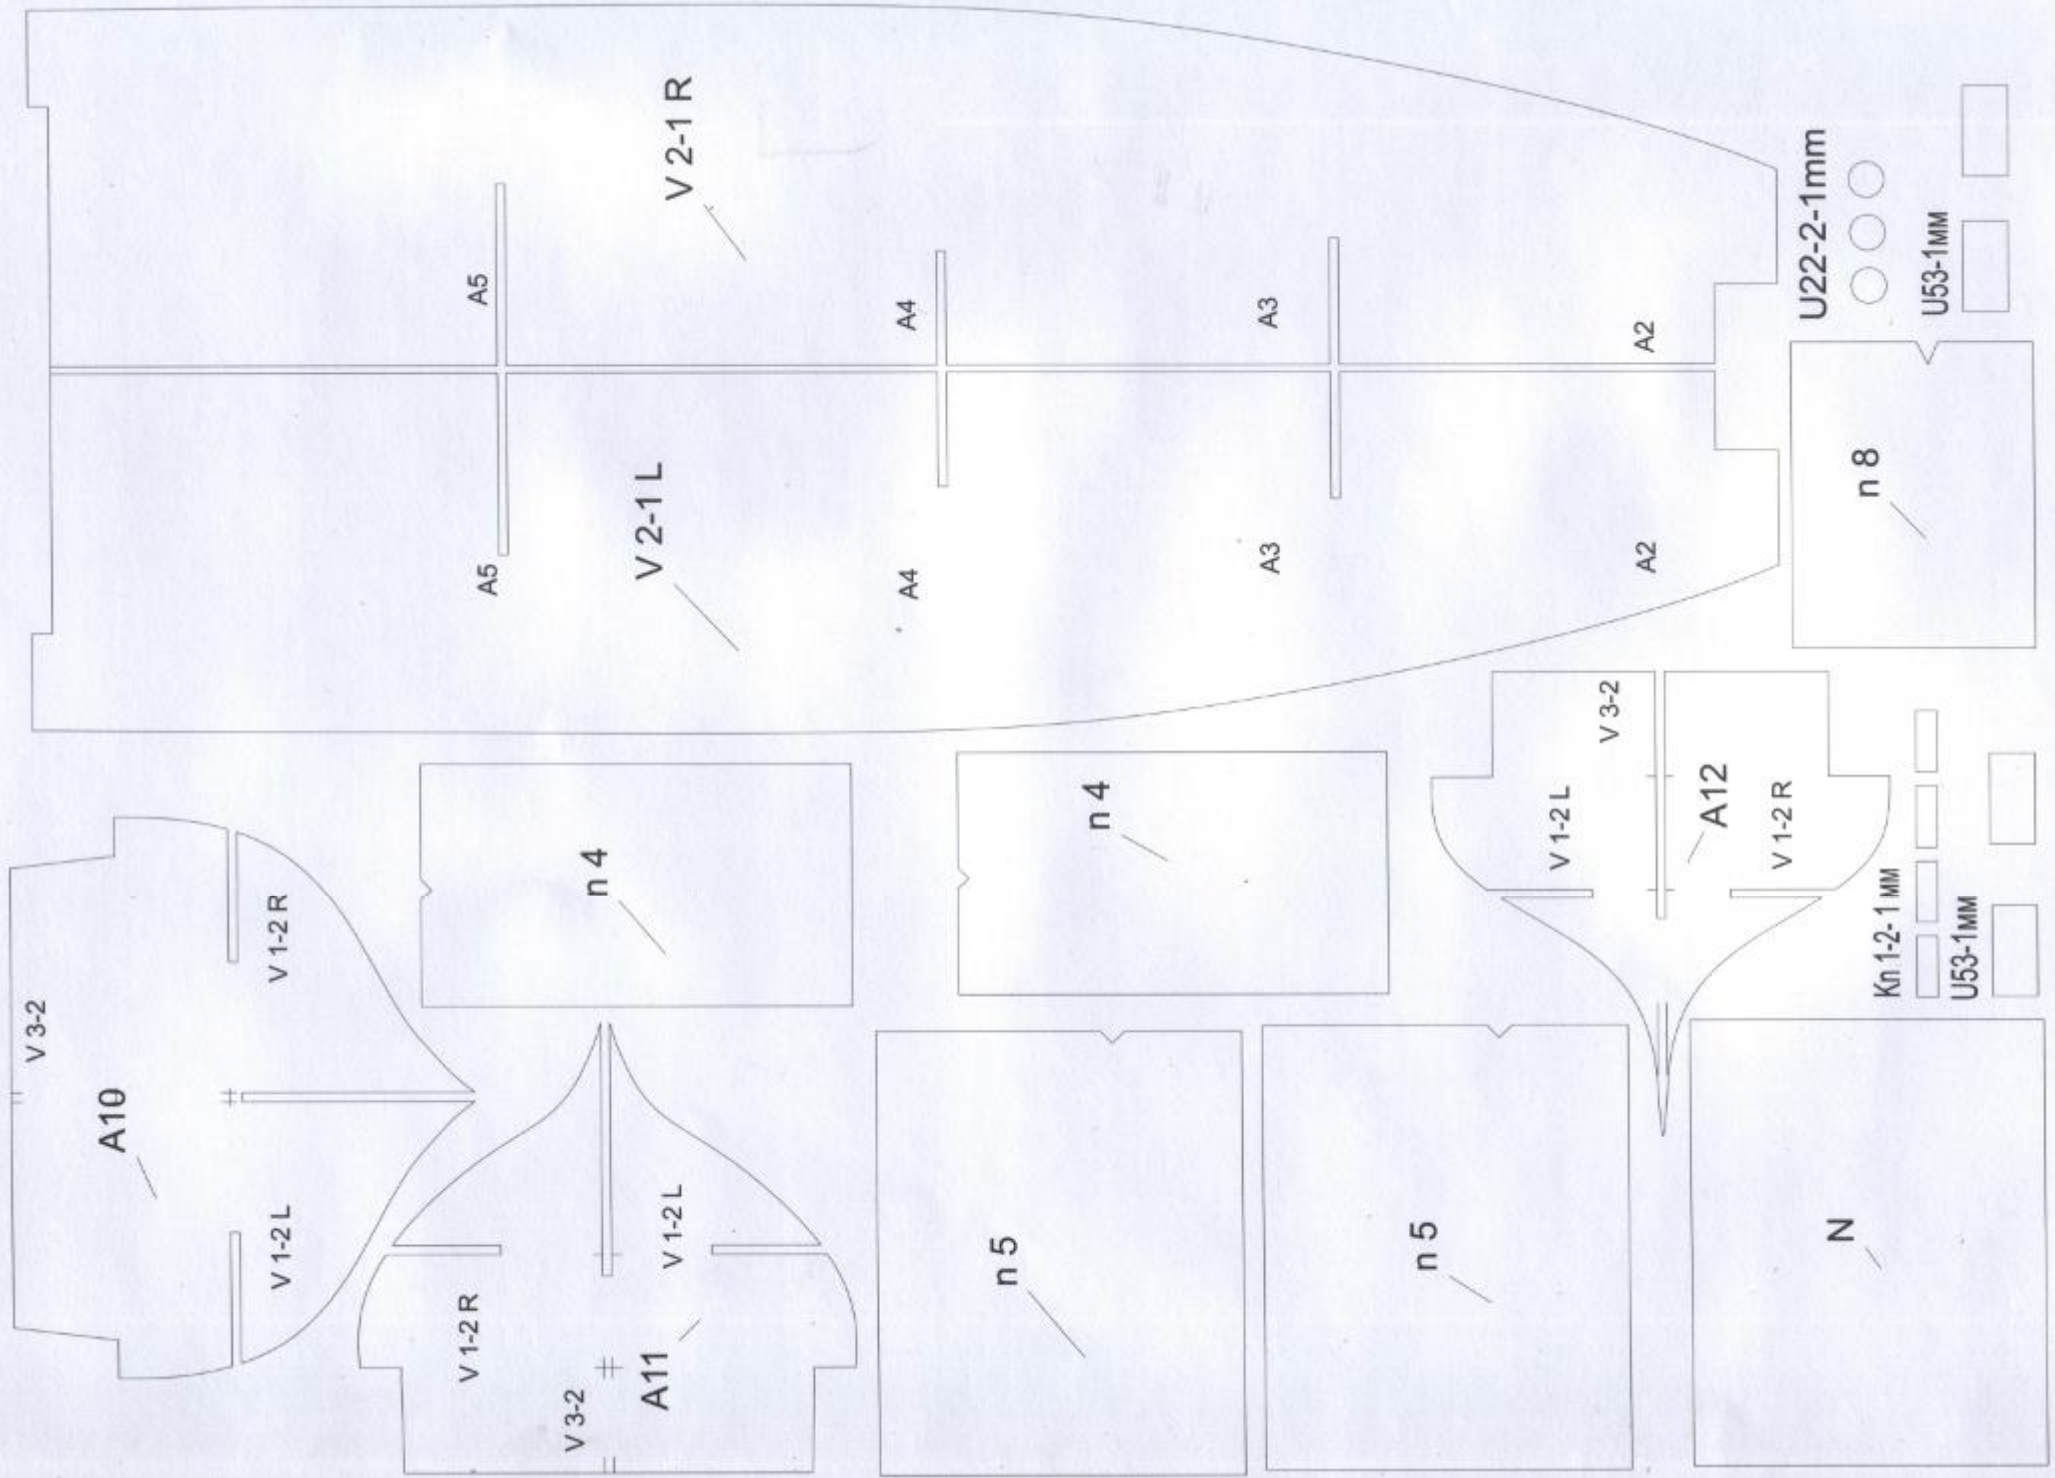 V 2-1 R
A5
A4
A3
A2
U22-2-1mm
U53-1мм
V 2-1 L
A5
A4
A3
A2
n 8
V 3-2
A10
V 1-2 R
V 1-2 L
n 4
n 4
V 3-2
V 1-2 L
A12
V 1-2 R
Kn 1-2- 1 мм
U53-1мм
V 1-2 R
V 1-2 L
A11
V 3-2
n 5
n 5
N